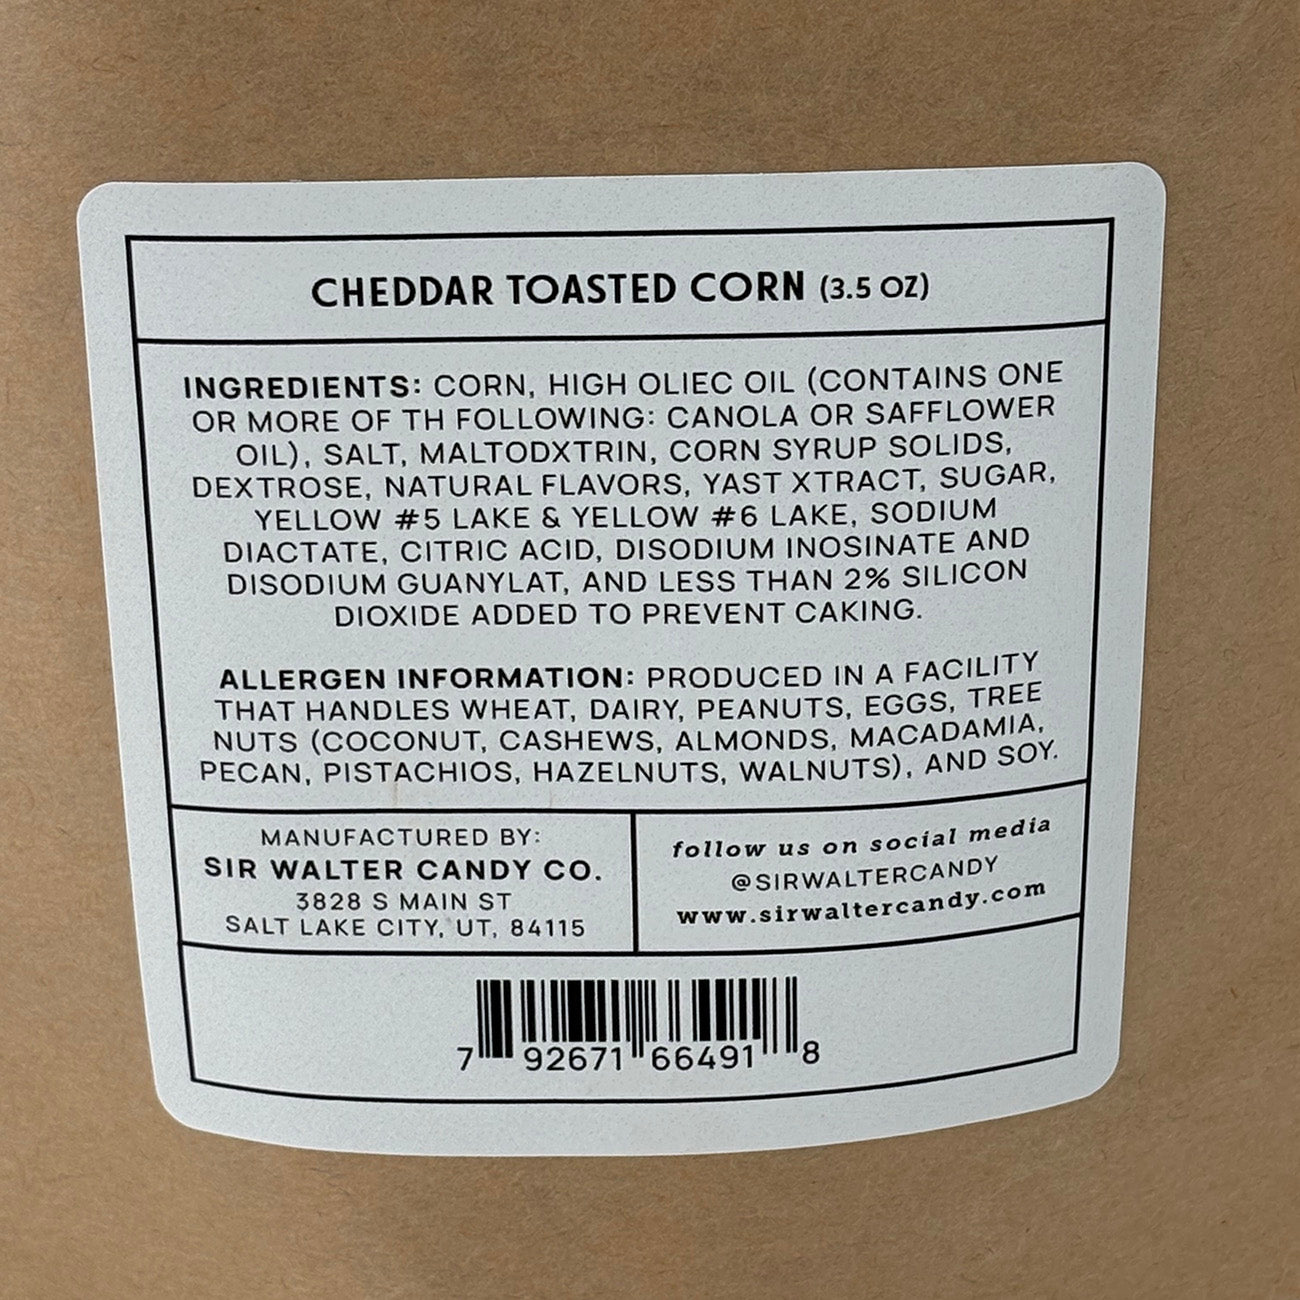 CHEDDAR TOASTED CORN (3.5 OZ)
INGREDIENTS: CORN, HIGH OLIEC OIL (CONTAINS ONE
OR MORE OF TH FOLLOWING: CANOLA OR SAFFLOWER
OIL), SALT, MALTODXTRIN, CORN SYRUP SOLIDS,
DEXTROSE, NATURAL FLAVORS, YAST XTRACT, SUGAR,
YELLOW #5 LAKE & YELLOW #6 LAKE, SODIUM
DIACTATE, CITRIC ACID, DISODIUM INOSINATE AND
DISODIUM GUANYLAT, AND LESS THAN 2% SILICON
DIOXIDE ADDED TO PREVENT CAKING.
ALLERGEN INFORMATION: PRODUCED IN A FACILITY
THAT HANDLES WHEAT, DAIRY, PEANUTS, EGGS, TREE
NUTS (COCONUT, CASHEWS, ALMONDS, MACADAMIA,
PECAN, PISTACHIOS, HAZELNUTS, WALNUTS), AND SOY.
MANUFACTURED BY:
SIR WALTER CANDY CO.
3828 S MAIN ST
SALT LAKE CITY, UT, 84115
follow us on social media
@SIRWALTERCANDY
www.sirwaltercandy.com
7 92671 66491 8